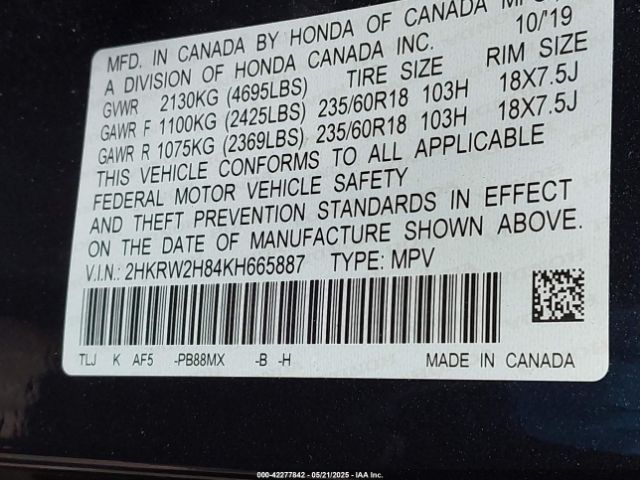 MFD. IN CANADA BY HONDA OF CANADA MFG.
A DIVISION OF HONDA CANADA INC. 10/'19
GVWR 2130KG (4695LBS) TIRE SIZE RIM SIZE
GAWR F 1100KG (2425LBS) 235/60R18 103H 18X7.5J
GAWR R 1075KG (2369LBS) 235/60R18 103H 18X7.5J
THIS VEHICLE CONFORMS TO ALL APPLICABLE
FEDERAL MOTOR VEHICLE SAFETY
AND THEFT PREVENTION STANDARDS IN EFFECT
ON THE DATE OF MANUFACTURE SHOWN ABOVE.
V.I.N.: 2HKRW2H84KH665887 TYPE: MPV
TLJ K AF5 -PB88MX -B -H MADE IN CANADA
000-42277842 - 05/21/2025 - IAA Inc.